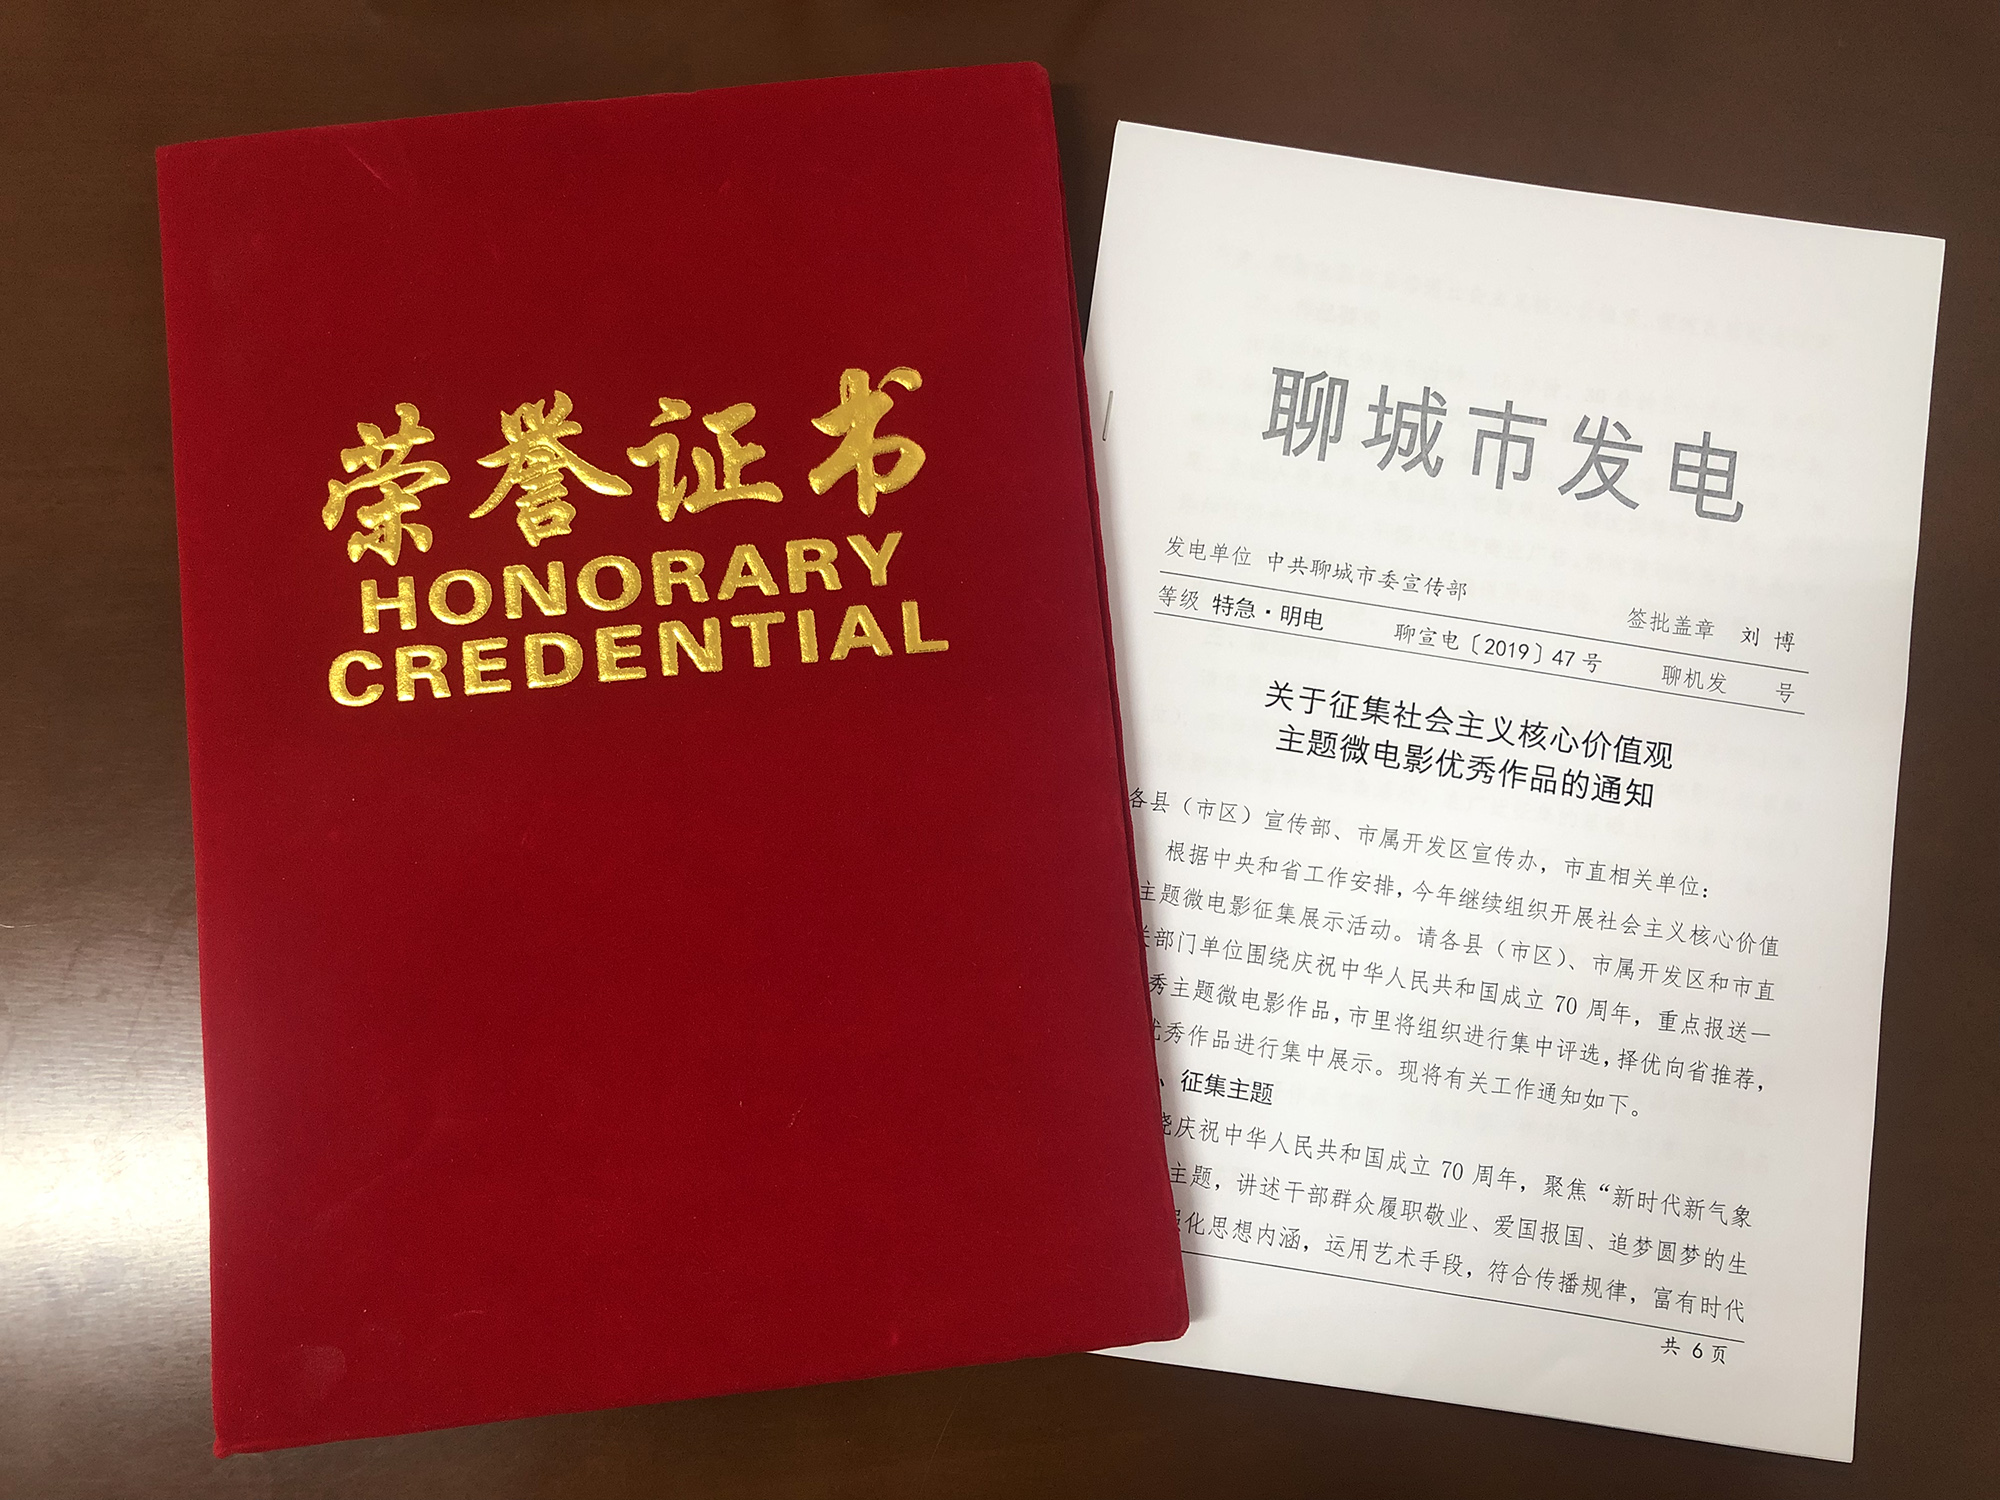 荣誉证书
HONORARY
CREDENTIAL
聊城市发电
发电单位 中共聊城市委宣传部 签批盖章 刘 博
等级 特急·明电 聊宣电〔2019〕47号 聊机发 号
关于征集社会主义核心价值观
主题微电影优秀作品的通知
各县（市区）宣传部、市属开发区宣传办，市直相关单位：
根据中央和省工作安排，今年继续组织开展社会主义核心价值
主题微电影征集展示活动。请各县（市区）、市属开发区和市直
部门单位围绕庆祝中华人民共和国成立 70 周年，重点报送一
秀主题微电影作品，市里将组织进行集中评选，择优向省推荐，
优秀作品进行集中展示。现将有关工作通知如下。
、征集主题
绕庆祝中华人民共和国成立 70 周年，聚焦“新时代新气象
主题，讲述干部群众履职敬业、爱国报国、追梦圆梦的生
强化思想内涵，运用艺术手段，符合传播规律，富有时代
共 6 页